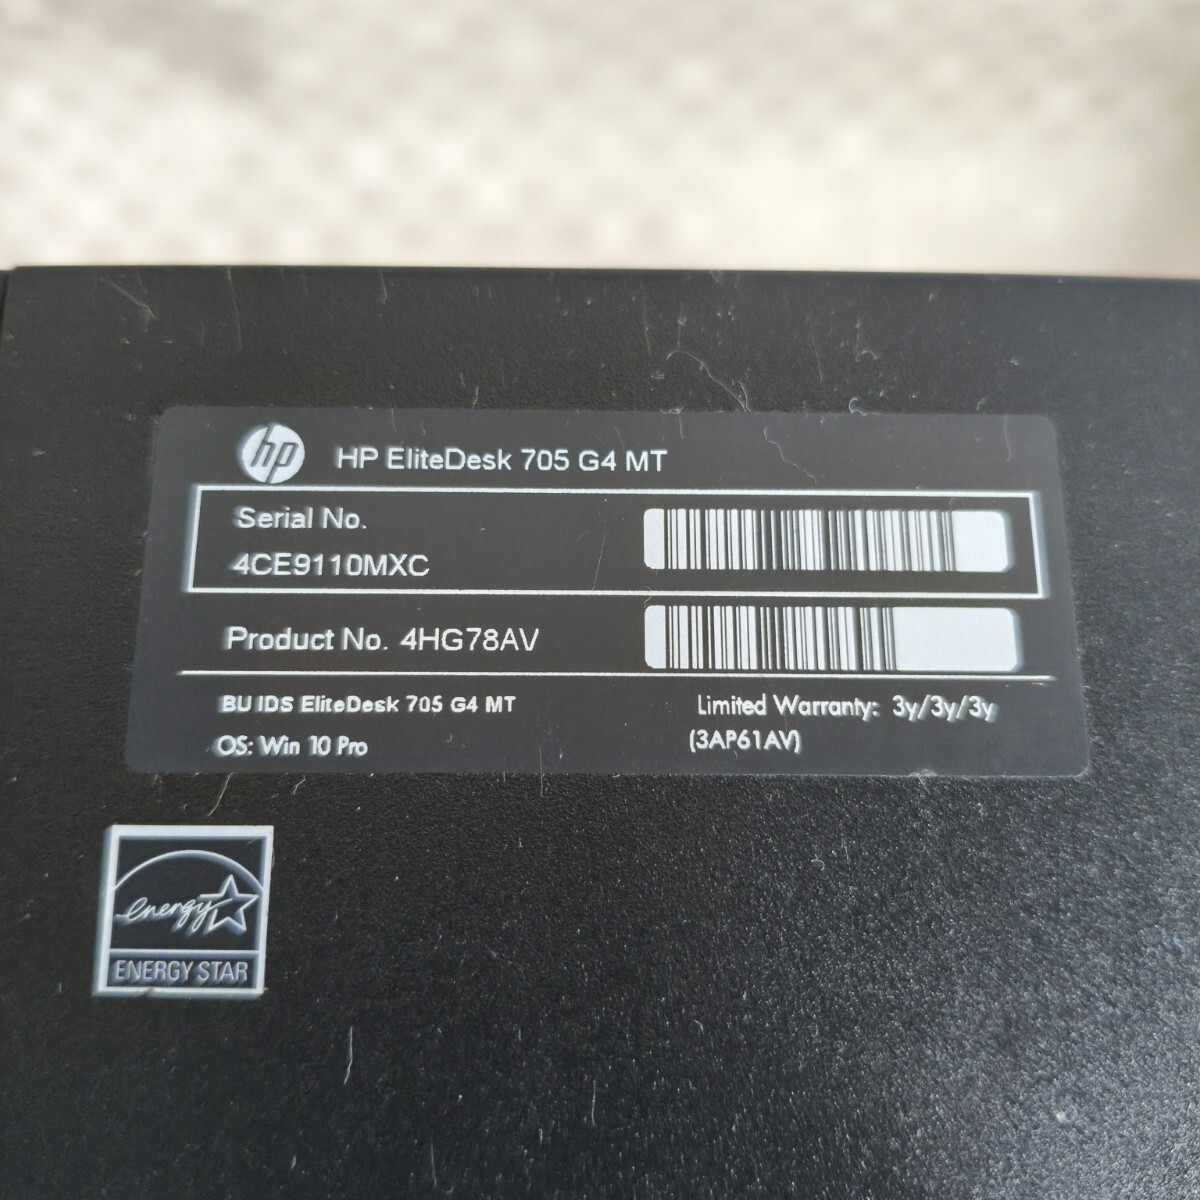 hp HP EliteDesk 705 G4 MT
Serial No.
4CE9110MXC
Product No. 4HG78AV
BU IDS EliteDesk 705 G4 MT
Limited Warranty: 3y/3y/3y
OS: Win 10 Pro
(3AP61AV)
energy
ENERGY STAR